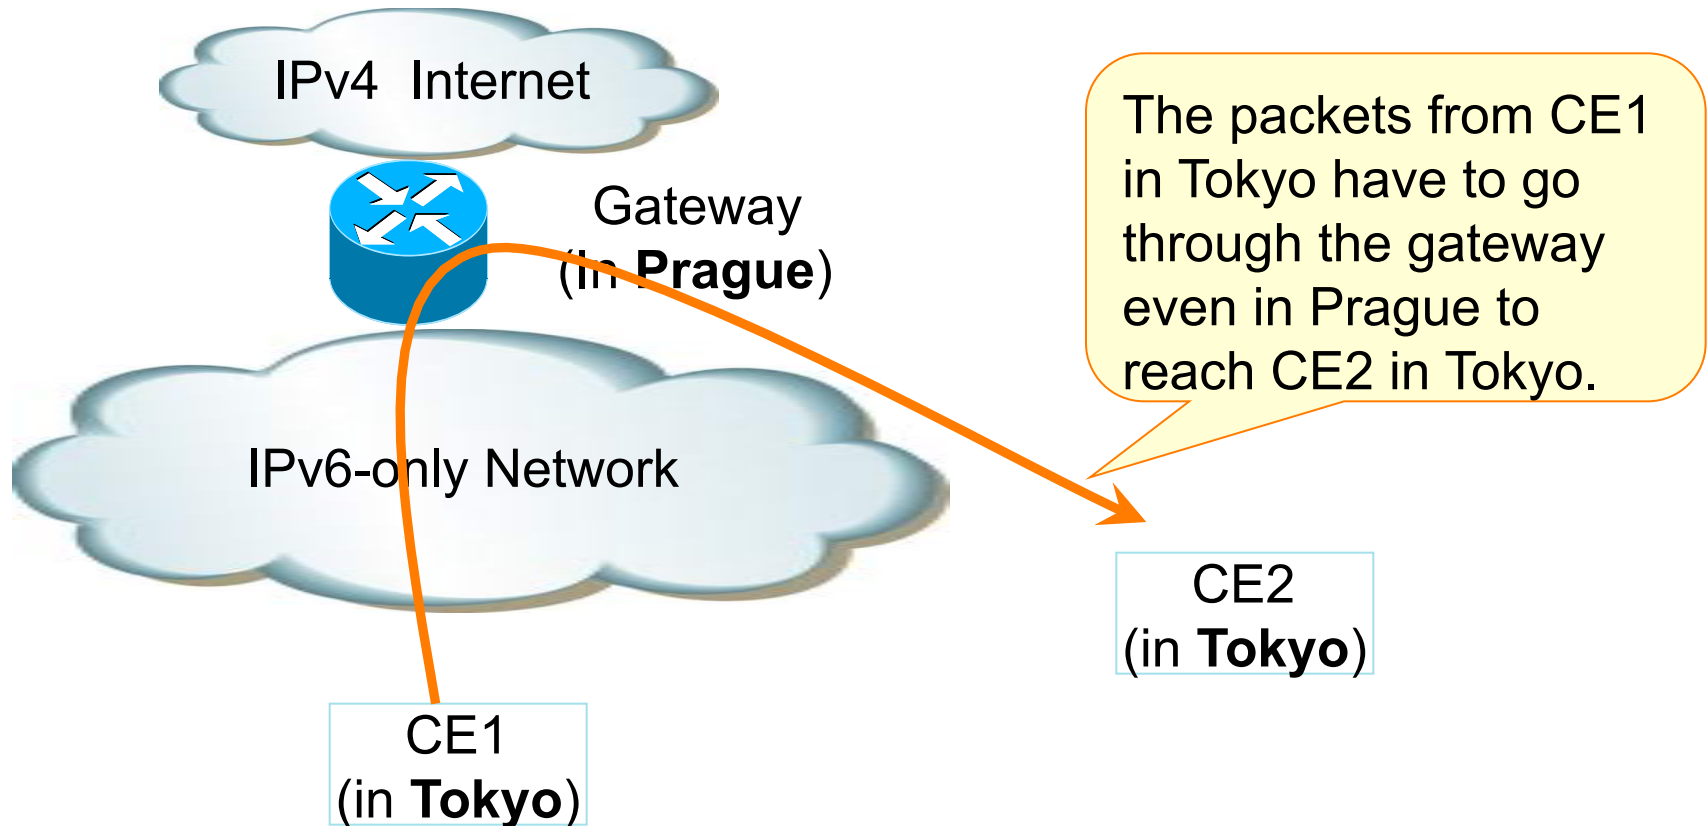 IPv4  Internet
Gateway
(In Prague)
The packets from CE1
in Tokyo have to go
through the gateway
even in Prague to
reach CE2 in Tokyo.
IPv6-only Network
CE2
(in Tokyo)
CE1
(in Tokyo)